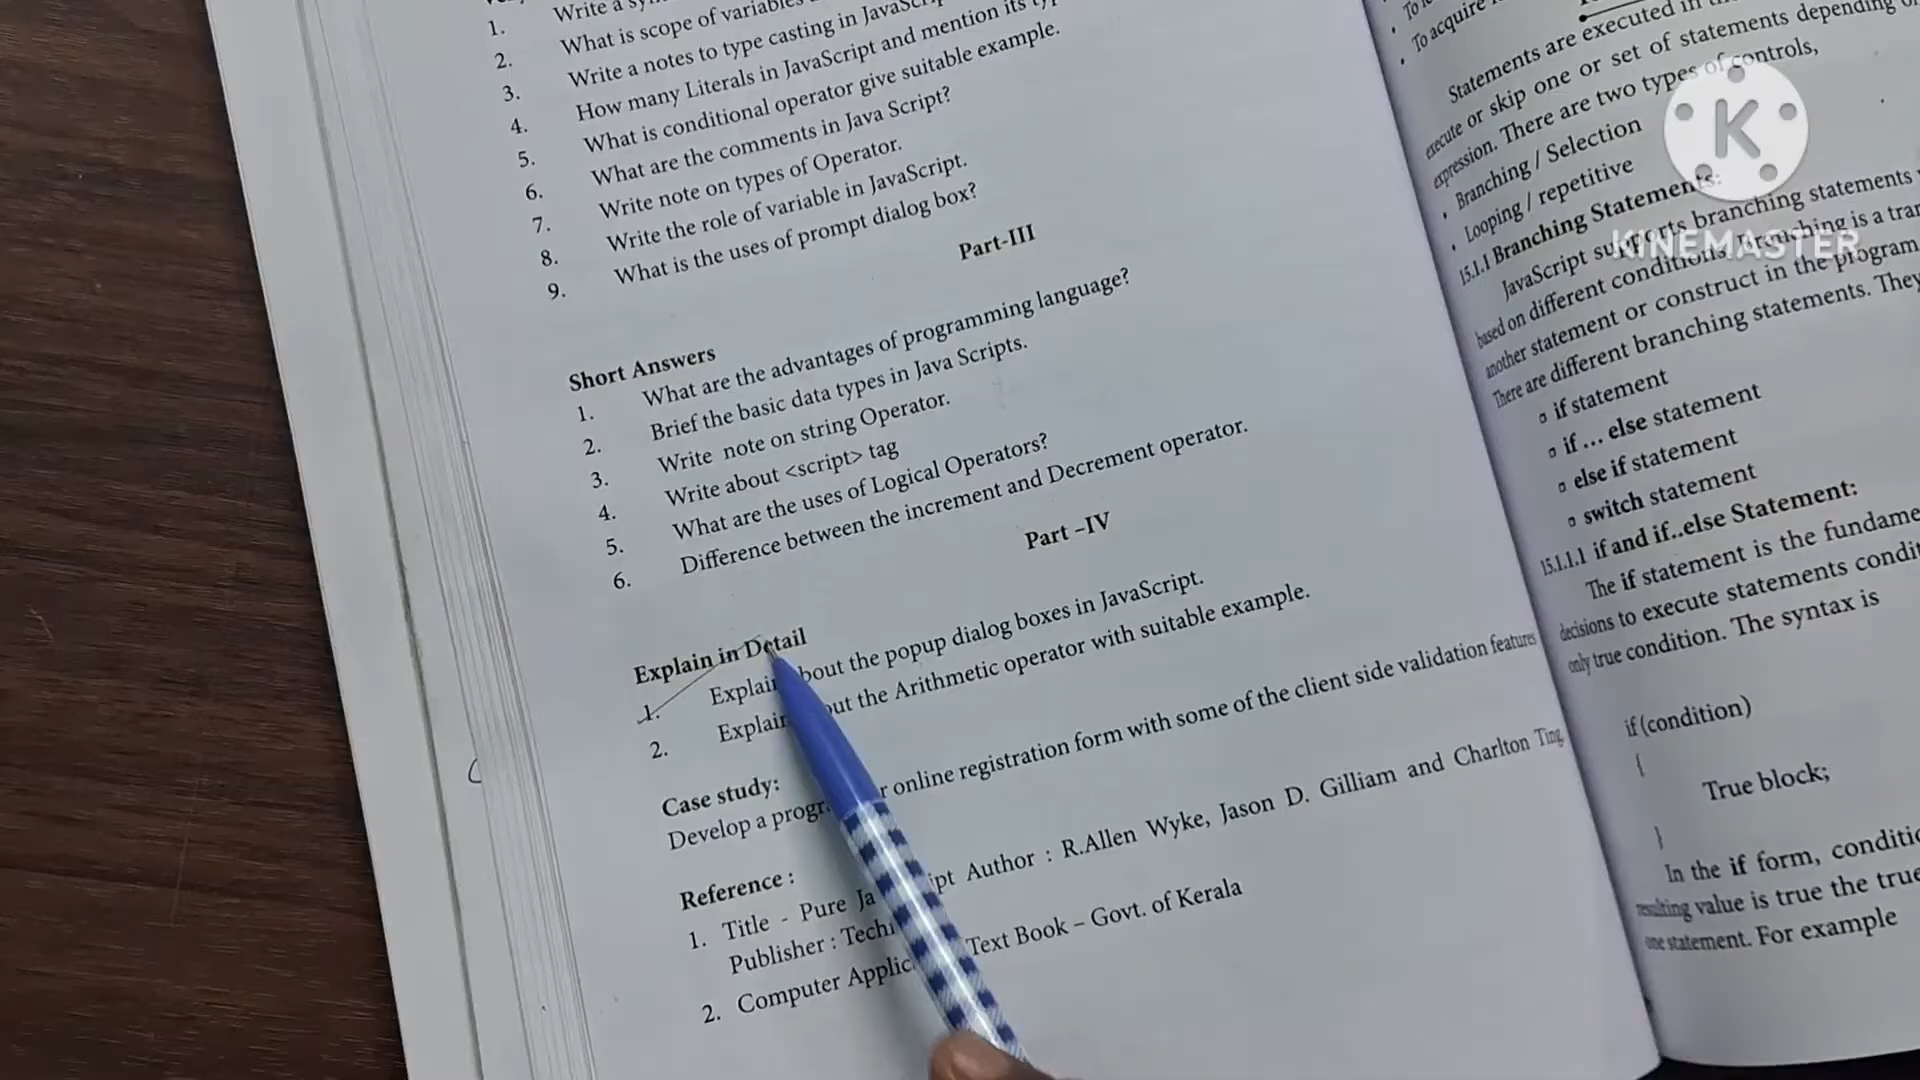 1. Write a
2. What is scope of variables
3. Write a notes to type casting in
4. How many Literals in JavaScript and mention its
5. What is conditional operator give suitable example.
6. What are the comments in Java Script?
7. Write note on types of Operator.
8. Write the role of variable in JavaScript.
9. What is the uses of prompt dialog box?
Part-III
Short Answers
1. What are the advantages of programming language?
2. Brief the basic data types in Java Scripts.
3. Write note on string Operator.
4. Write about <script> tag
5. What are the uses of Logical Operators?
6. Difference between the increment and Decrement operator.
Part –IV
Explain in Detail
1. Explain about the popup dialog boxes in JavaScript.
2. Explain about the Arithmetic operator with suitable example.
Case study:
Develop a online registration form with some of the client side validation features
Reference :
1. Title - Pure Author : R.Allen Wyke, Jason D. Gilliam and Charlton Ting
Publisher :
2. Computer Text Book – Govt. of Kerala
To acquire
Statements are executed in
execute or skip one or set of statements depending
expression. There are two types of controls,
• Branching / Selection
• Looping / repetitive
15.1.1 Branching Statements:
JavaScript supports branching statements
based on different conditions. Branching is a
another statement or construct in the program
There are different branching statements. They
if statement
if ... else statement
else if statement
switch statement
15.1.1.1 if and if..else Statement:
The if statement is the
decisions to execute statements
only true condition. The syntax is
if (condition)
{
True block;
}
In the if form,
resulting value is true the true
one statement. For example
K
KINEMASTER